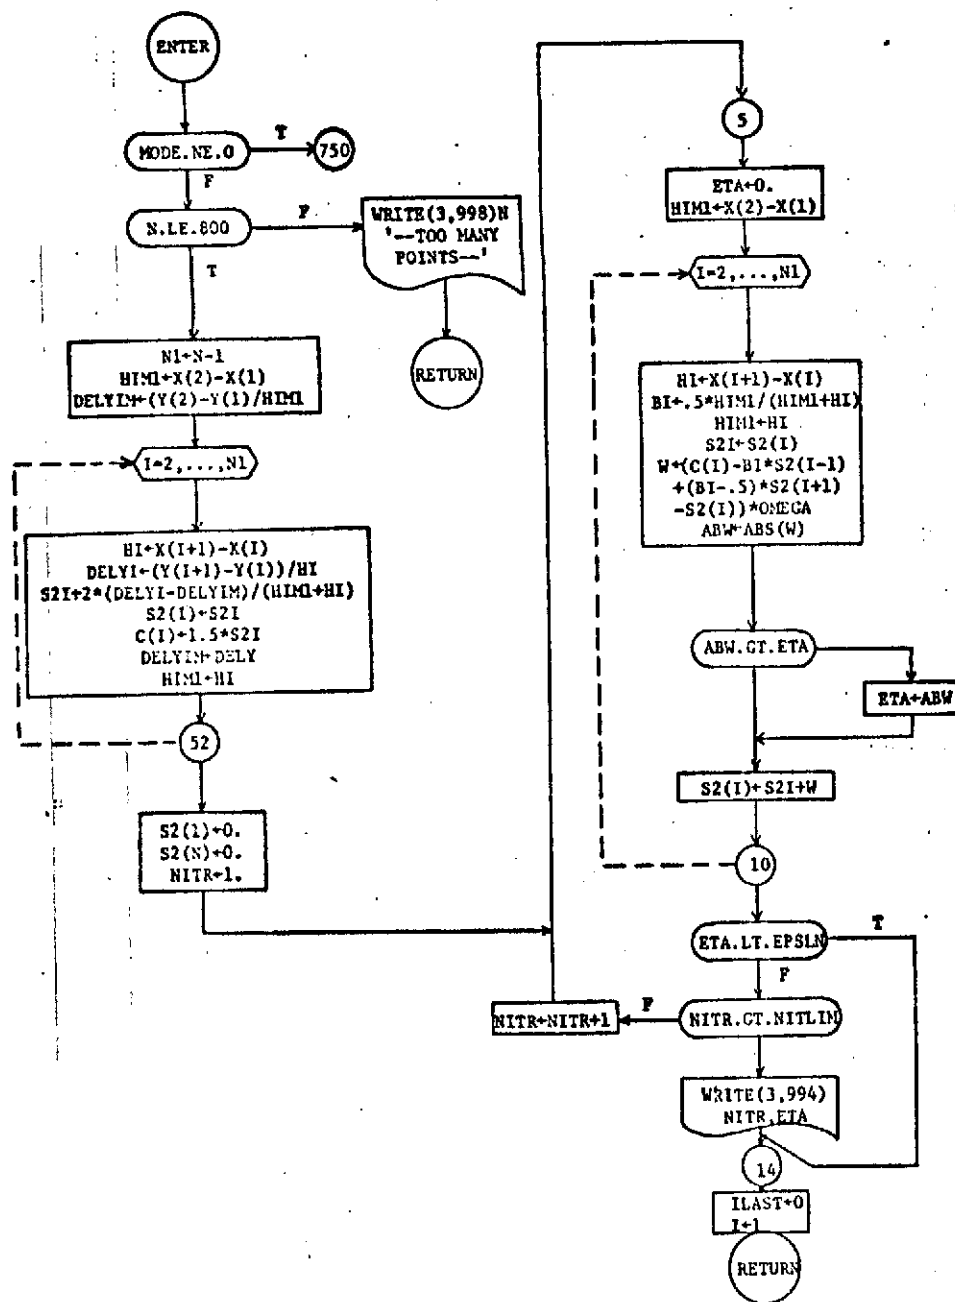 ENTER
MODE.NE.0
T
750
F
N.LE.800
F
WRITE(3,998)N
'--TOO MANY
POINTS--'
T
RETURN
N1←N-1
HIM1←X(2)-X(1)
DELYIM←(Y(2)-Y(1)/HIM1
I=2,...,N1
HI←X(I+1)-X(I)
DELYI←(Y(I+1)-Y(1))/HI
S2I←2*(DELYI-DELYIM)/(HIM1+HI)
S2(I)←S2I
C(I)←1.5*S2I
DELYIM←DELY
HIM1←HI
52
S2(1)←0.
S2(N)←0.
NITR←1.
5
ETA←0.
HIM1←X(2)-X(1)
I=2,...,N1
HI←X(I+1)-X(I)
BI←.5*HIM1/(HIM1+HI)
HIM1←HI
S2I←S2(I)
W←(C(I)-BI*S2(I-1)
+(BI-.5)*S2(I+1)
-S2(I))*OMEGA
ABW←ABS(W)
ABW.GT.ETA
ETA←ABW
S2(I)←S2I+W
10
ETA.LT.EPSLN
T
F
NITR.GT.NITLIM
F
NITR←NITR+1
WRITE(3,994)
NITR,ETA
14
ILAST←0
I←1
RETURN